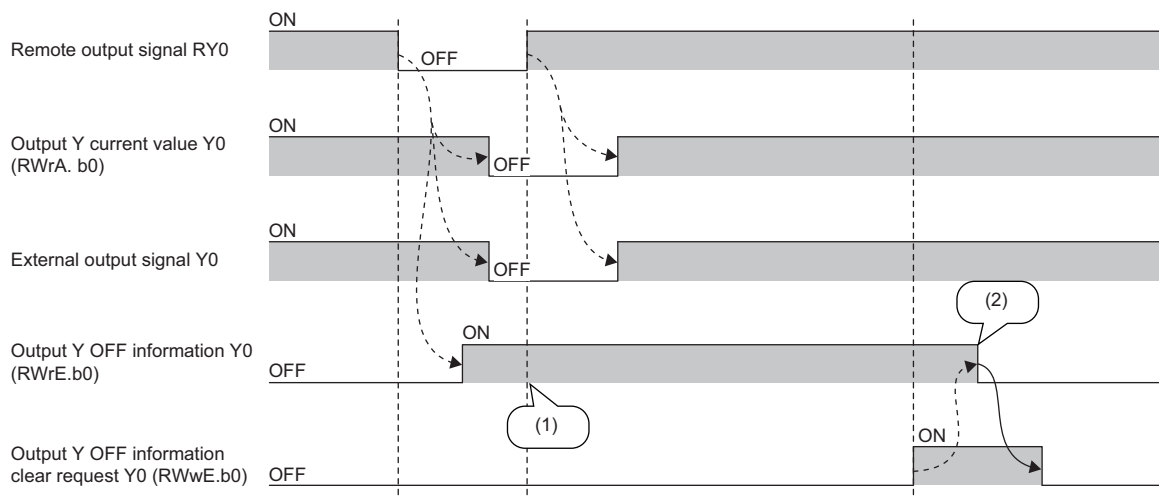 ON
Remote output signal RY0
OFF
ON
Output Y current value Y0
(RWrA. b0)
OFF
ON
External output signal Y0
OFF
(2)
ON
Output Y OFF information Y0
(RWrE.b0)
OFF
(1)
ON
Output Y OFF information
clear request Y0 (RWwE.b0)
OFF